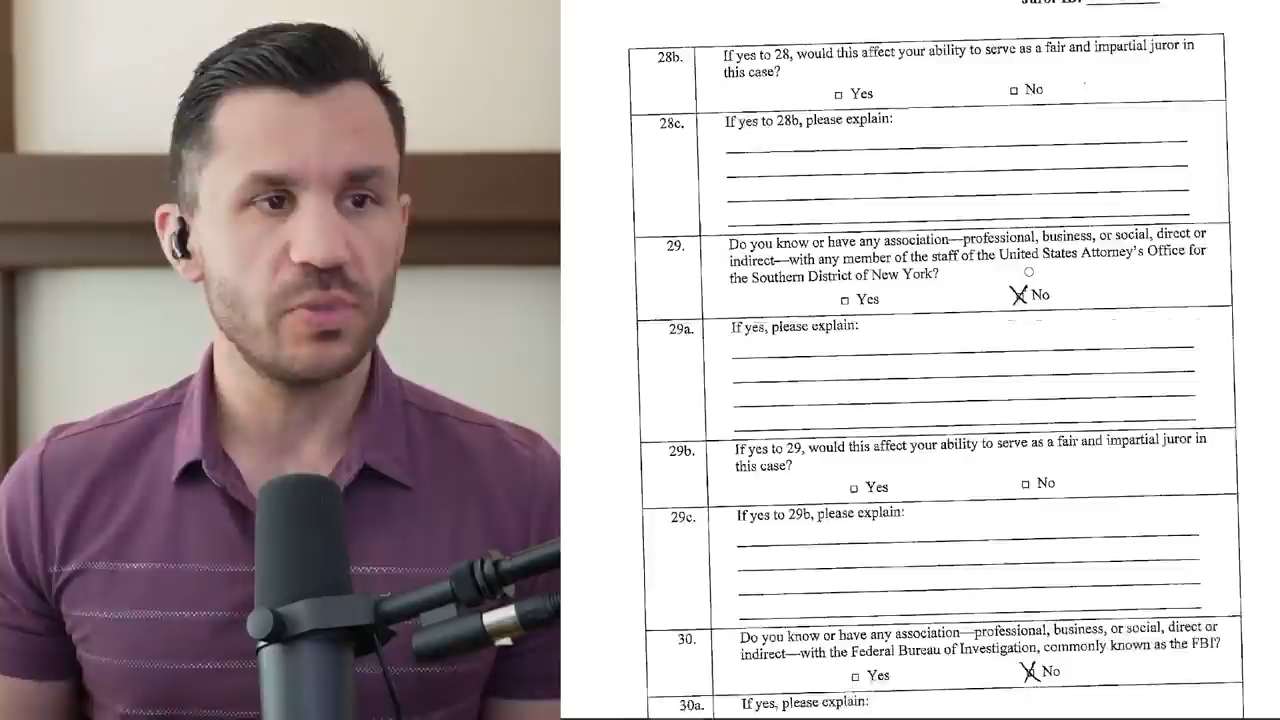 Juror ID:
28b. If yes to 28, would this affect your ability to serve as a fair and impartial juror in
this case?
Yes No
28c. If yes to 28b, please explain:
29. Do you know or have any association—professional, business, or social, direct or
indirect—with any member of the staff of the United States Attorney's Office for
the Southern District of New York?
Yes No
29a. If yes, please explain:
29b. If yes to 29, would this affect your ability to serve as a fair and impartial juror in
this case?
Yes No
29c. If yes to 29b, please explain:
30. Do you know or have any association—professional, business, or social, direct or
indirect—with the Federal Bureau of Investigation, commonly known as the FBI?
Yes No
30a. If yes, please explain: